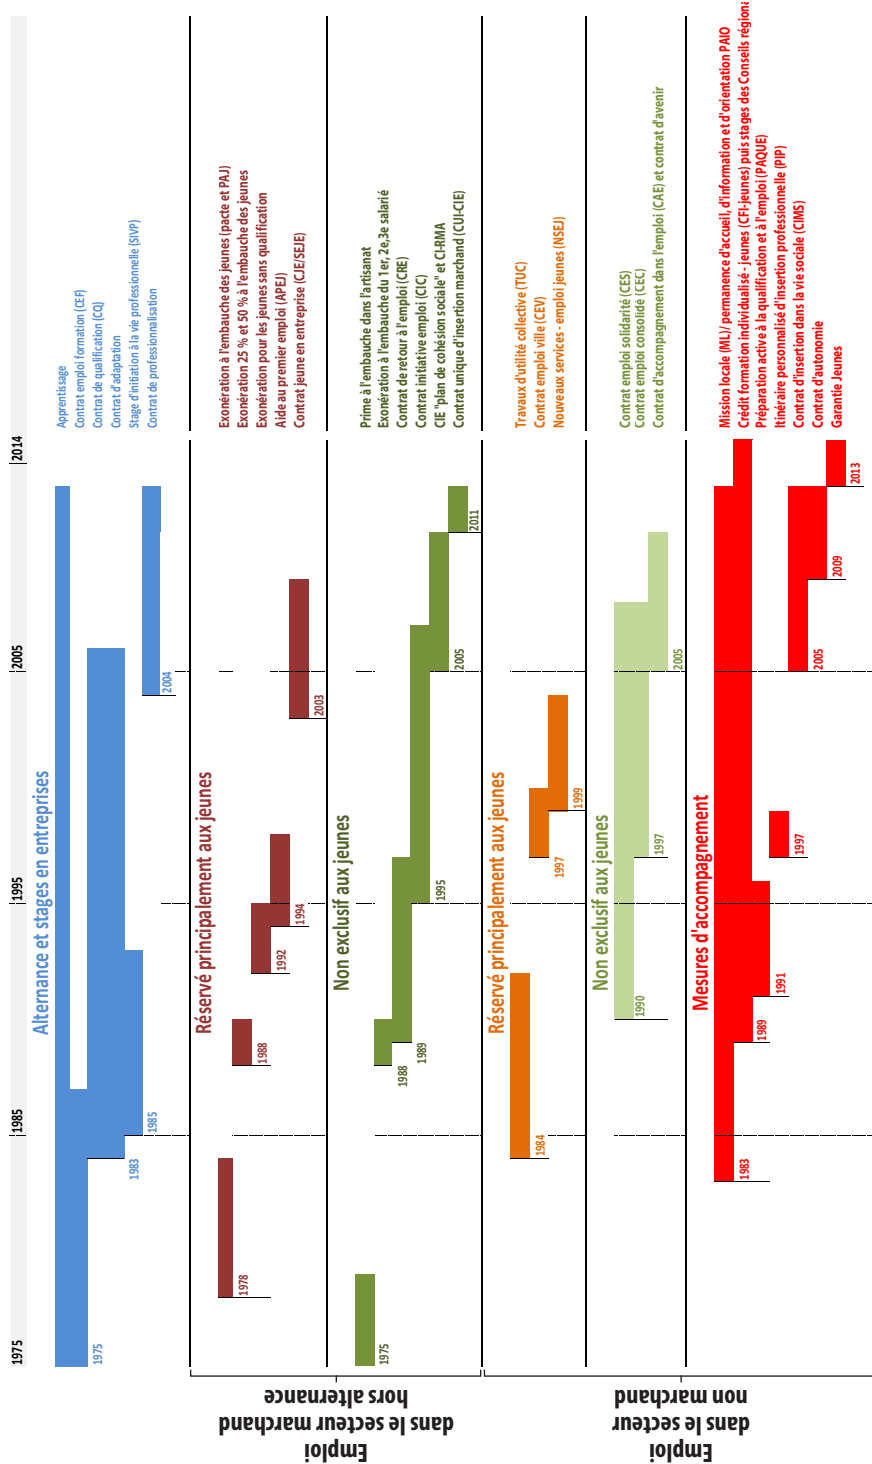 1975
1985
1995
2005
2014
Alternance et stages en entreprises
1975
1983
1985
2004
Apprentissage
Contrat emploi formation (CEF)
Contrat de qualification (CQ)
Contrat d'adaptation
Stage d'initiation à la vie professionnelle (SIVP)
Contrat de professionnalisation
Emploi
dans le secteur marchand
hors alternance
Réservé principalement aux jeunes
1978
1988
1992
1994
2003
Exonération à l'embauche des jeunes (pacte et PAJ)
Exonération 25 % et 50 % à l'embauche des jeunes
Exonération pour les jeunes sans qualification
Aide au premier emploi (APEJ)
Contrat jeune en entreprise (CJE/SEJE)
Non exclusif aux jeunes
1975
1988
1989
1995
2005
2011
Prime à l'embauche dans l'artisanat
Exonération à l'embauche du 1er, 2e,3e salarié
Contrat de retour à l'emploi (CRE)
Contrat initiative emploi (CIC)
CIE "plan de cohésion sociale" et CI-RMA
Contrat unique d'insertion marchand (CUI-CIE)
Emploi
dans le secteur
non marchand
Réservé principalement aux jeunes
1984
1997
1999
Travaux d'utilité collective (TUC)
Contrat emploi ville (CEV)
Nouveaux services - emploi jeunes (NSEJ)
Non exclusif aux jeunes
1990
1997
2005
Contrat emploi solidarité (CES)
Contrat emploi consolidé (CEC)
Contrat d'accompagnement dans l'emploi (CAE) et contrat d'avenir
Mesures d'accompagnement
1983
1989
1991
1997
2005
2009
2013
Mission locale (ML)/ permanence d'accueil, d'information et d'orientation PAIO
Crédit formation individualisé - jeunes (CFI-jeunes) puis stages des Conseils régiona
Préparation active à la qualification et à l'emploi (PAQUE)
Itinéraire personnalisé d'insertion professionnelle (PIP)
Contrat d'insertion dans la vie sociale (CIMS)
Contrat d'autonomie
Garantie Jeunes